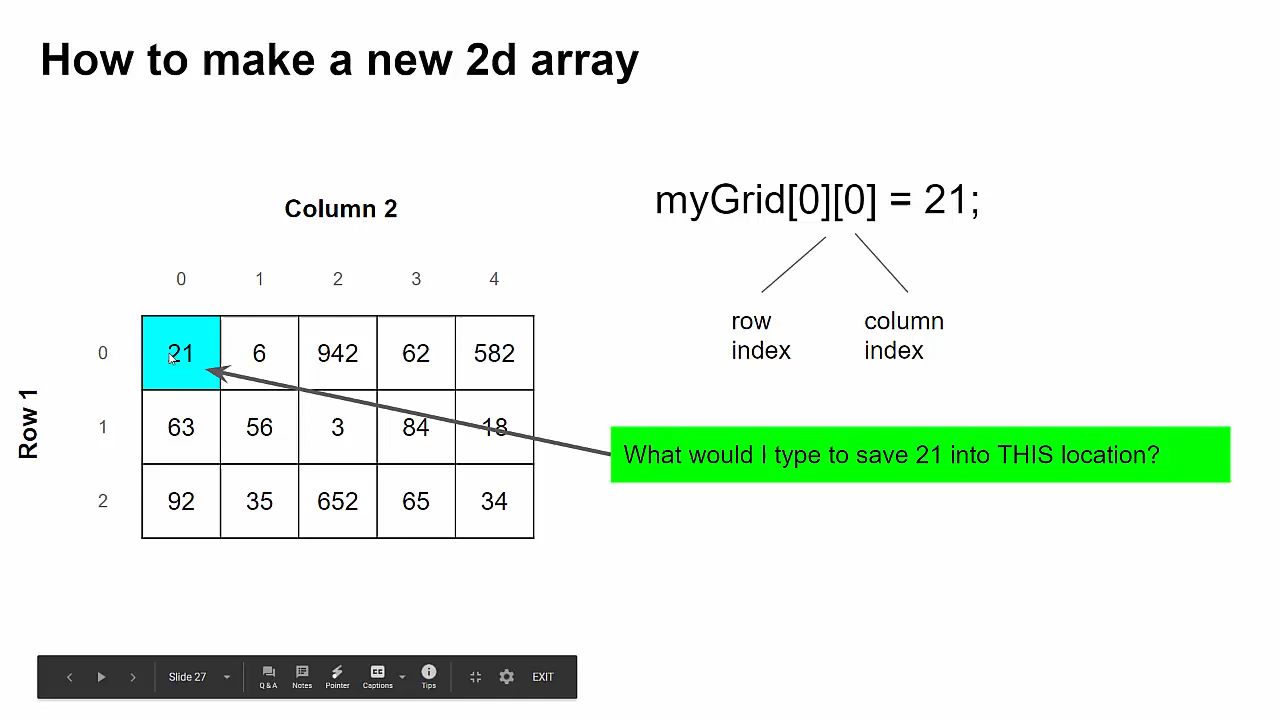 How to make a new 2d array
myGrid[0][0] = 21;
row index
column index
Column 2
0 1 2 3 4
Row 1
0 21 6 942 62 582
1 63 56 3 84 18
2 92 35 652 65 34
What would I type to save 21 into THIS location?
Slide 27
Q & A
Notes
Pointer
Captions
CC
Tips
EXIT